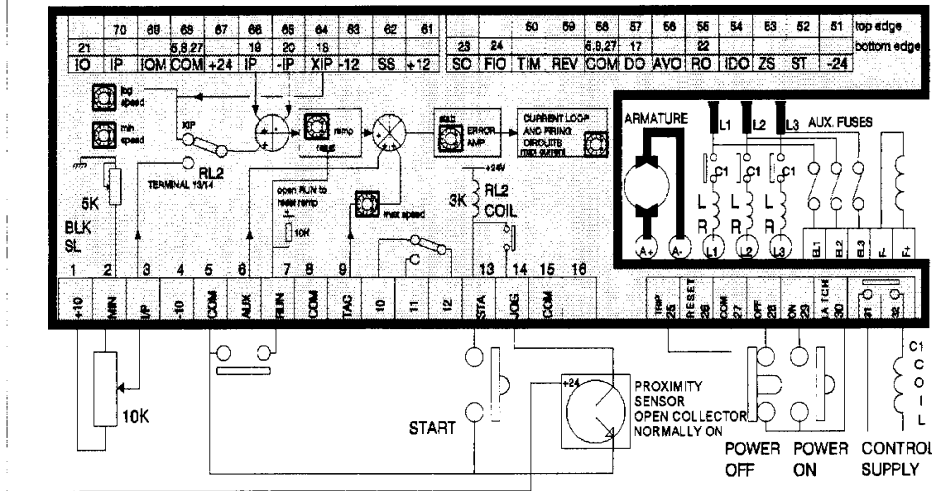 70 69 68 67 66 65 64 63 62 61 60 59 58 57 56 55 54 53 52 51 top edge
21 6,8,27 19 20 18 23 24 6,8,27 17 22 bottom edge
IO IP IOM COM +24 IP -IP XIP -12 SS +12 SO FIO TIM REV COM DO AVO RO IDO ZS ST -24
jog
speed
min
speed
XIP
RL2
TERMINAL 13/14
5K
BLK
SL
ramp
reset
open RUN to
reset ramp
10K
max speed
ERROR
AMP
CURRENT LOOP
AND FIRING
CIRCUITS
max current
+24V
3K
RL2
COIL
ARMATURE
L1 L2 L3 AUX. FUSES
C1 C1 C1
L L L
R R R
A+ A- L1 L2 L3 EL1 EL2 EL3 F- F+
1 2 3 4 5 6 7 8 9 13 14 15 16
+10 MIN I/P -10 COM AUX RUN COM TAC 10 11 12 STA JOG COM
TRIP 25
RESET 26
COM 27
OFF 28
ON 29
LATCH 30
31
32
10K
START
+24
PROXIMITY
SENSOR
OPEN COLLECTOR
NORMALLY ON
POWER
OFF
POWER
ON
CONTROL
SUPPLY
C1
COIL